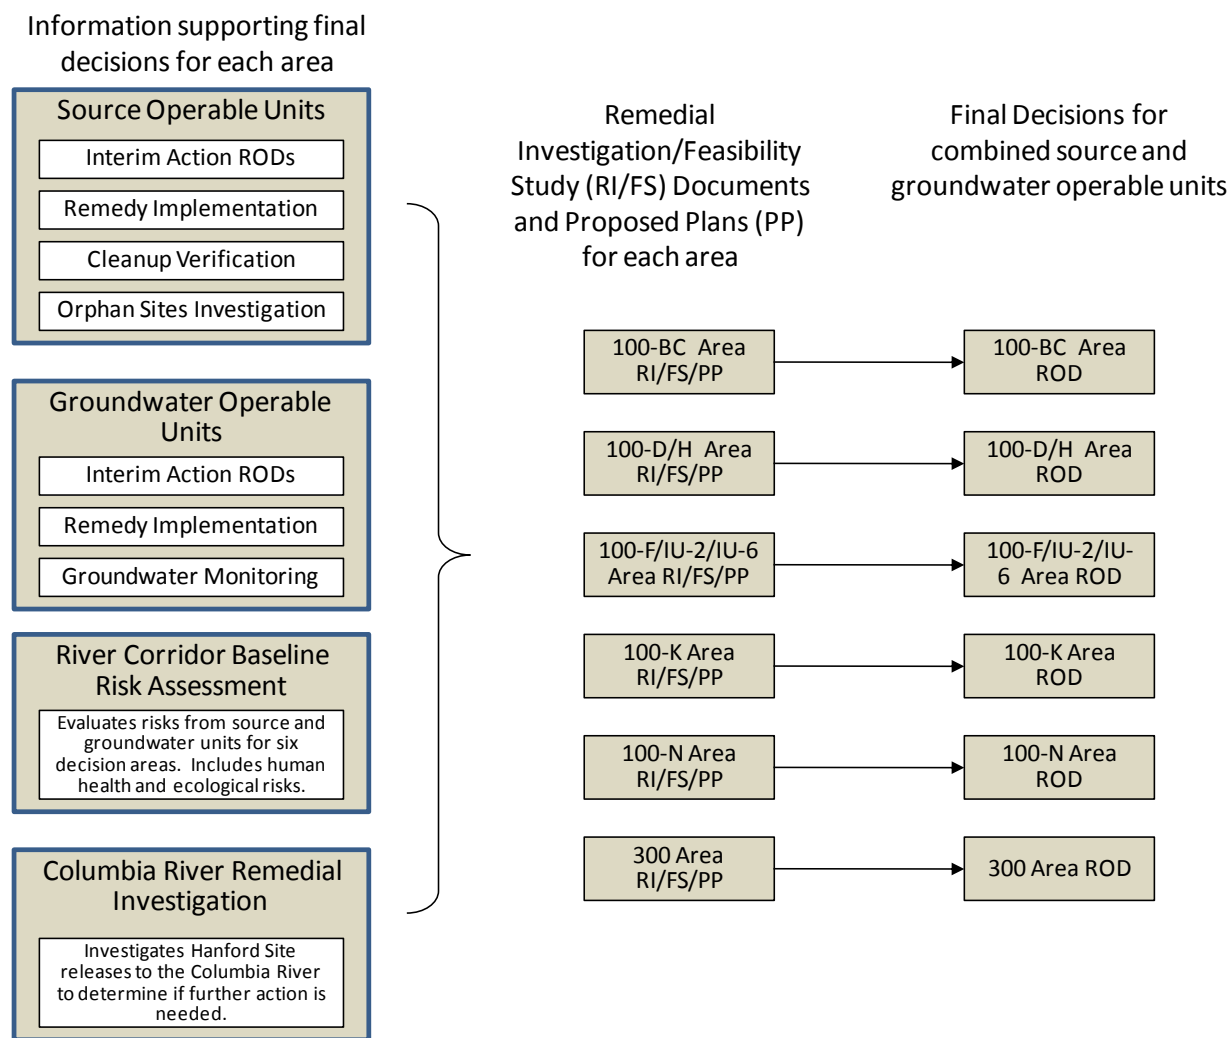 Information supporting final
decisions for each area
Source Operable Units
Interim Action RODs
Remedy Implementation
Cleanup Verification
Orphan Sites Investigation
Groundwater Operable
Units
Interim Action RODs
Remedy Implementation
Groundwater Monitoring
River Corridor Baseline
Risk Assessment
Evaluates risks from source and
groundwater units for six
decision areas. Includes human
health and ecological risks.
Columbia River Remedial
Investigation
Investigates Hanford Site
releases to the Columbia River
to determine if further action is
needed.
Remedial
Investigation/Feasibility
Study (RI/FS) Documents
and Proposed Plans (PP)
for each area
100-BC Area
RI/FS/PP
100-D/H Area
RI/FS/PP
100-F/IU-2/IU-6
Area RI/FS/PP
100-K Area
RI/FS/PP
100-N Area
RI/FS/PP
300 Area
RI/FS/PP
Final Decisions for
combined source and
groundwater operable units
100-BC Area
ROD
100-D/H Area
ROD
100-F/IU-2/IU-
6 Area ROD
100-K Area
ROD
100-N Area
ROD
300 Area ROD